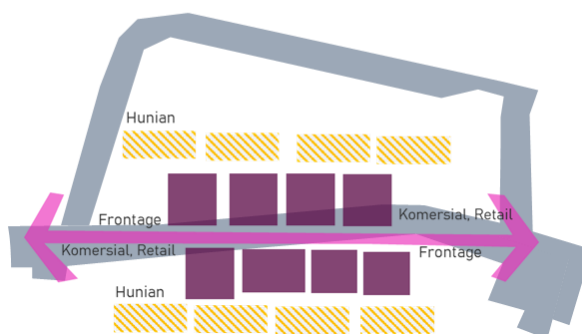 Hunian
Komersial, Retail
Frontage
Komersial, Retail
Frontage
Hunian